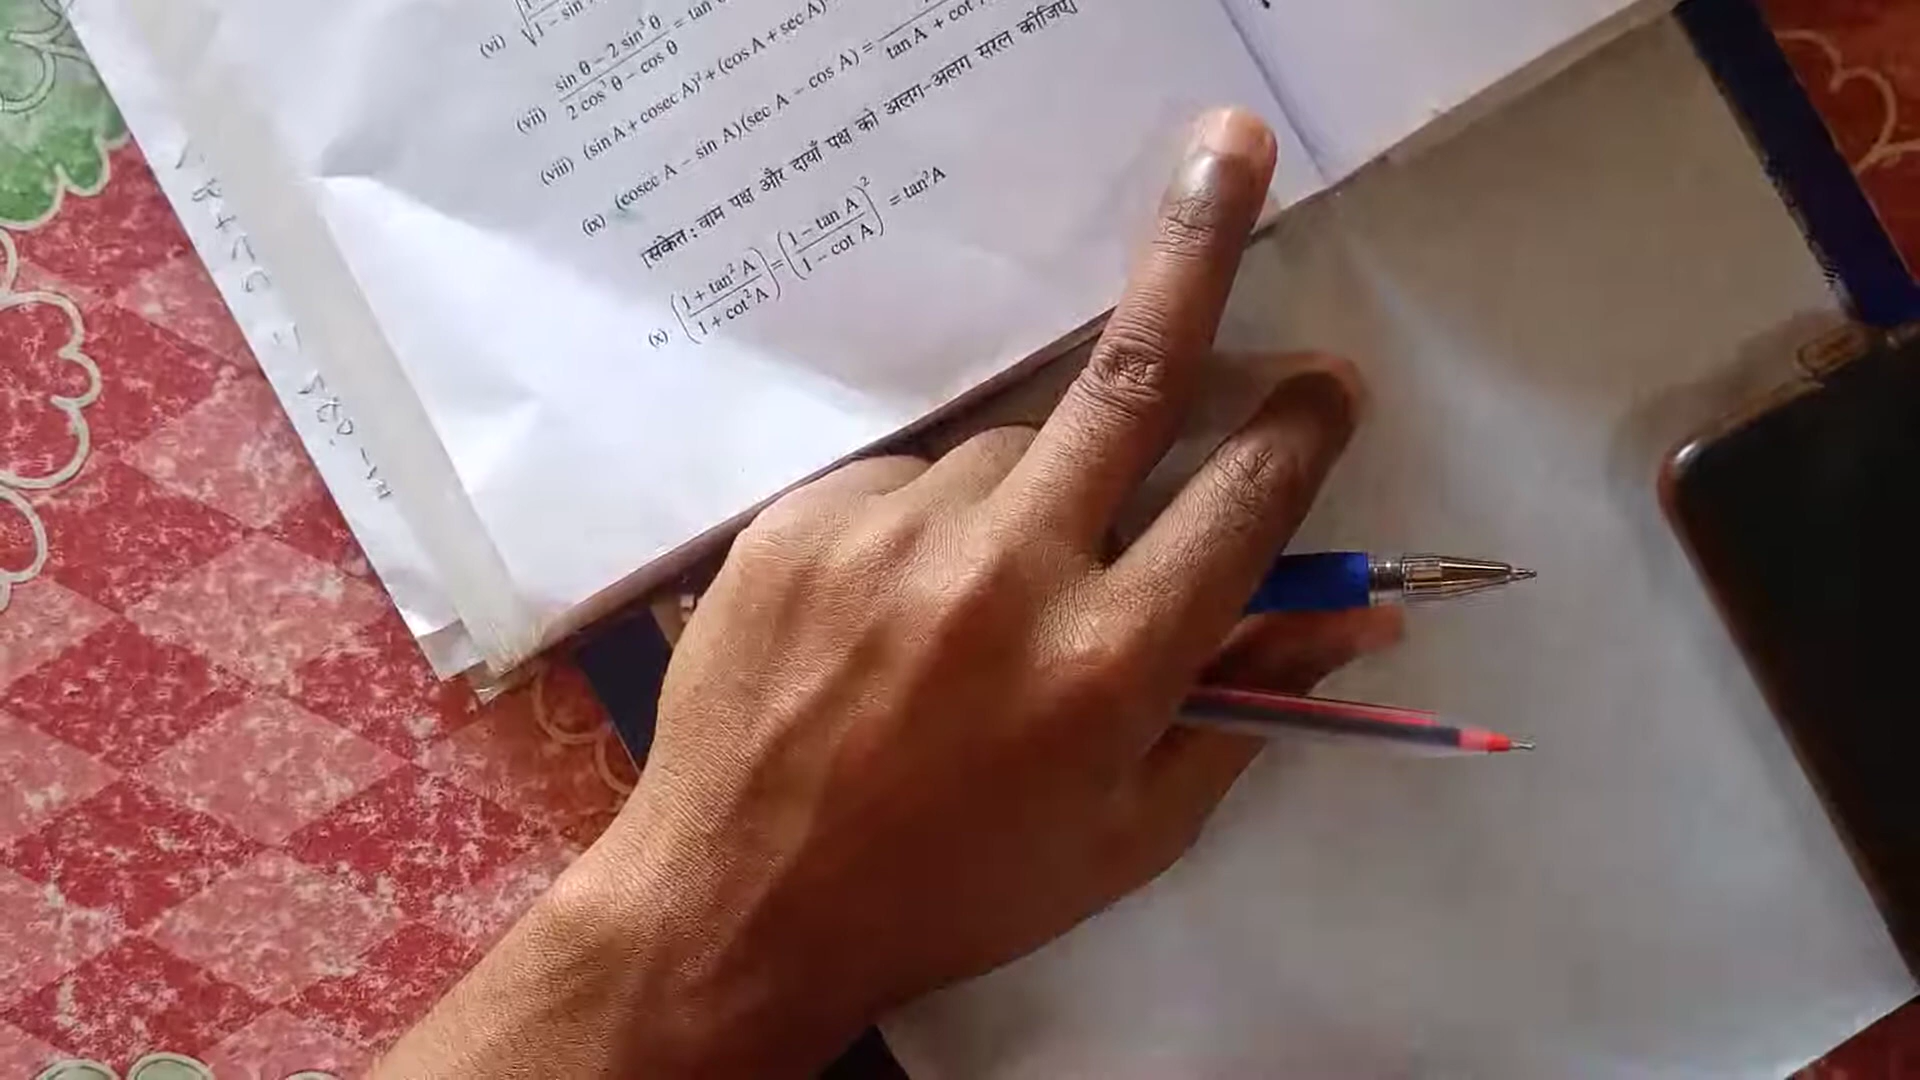 (vi) √ 1 − sin
(vii) sin θ − 2 sin³ θ / 2 cos³ θ − cos θ = tan
(viii) (sin A + cosec A)² + (cos A + sec A)
(ix) (cosec A − sin A)(sec A − cos A) = / tan A + cot
[संकेत : वाम पक्ष और दायाँ पक्ष को अलग-अलग सरल कीजिए]
(x) (1 + tan² A / 1 + cot² A) = (1 − tan A / 1 − cot A)² = tan² A